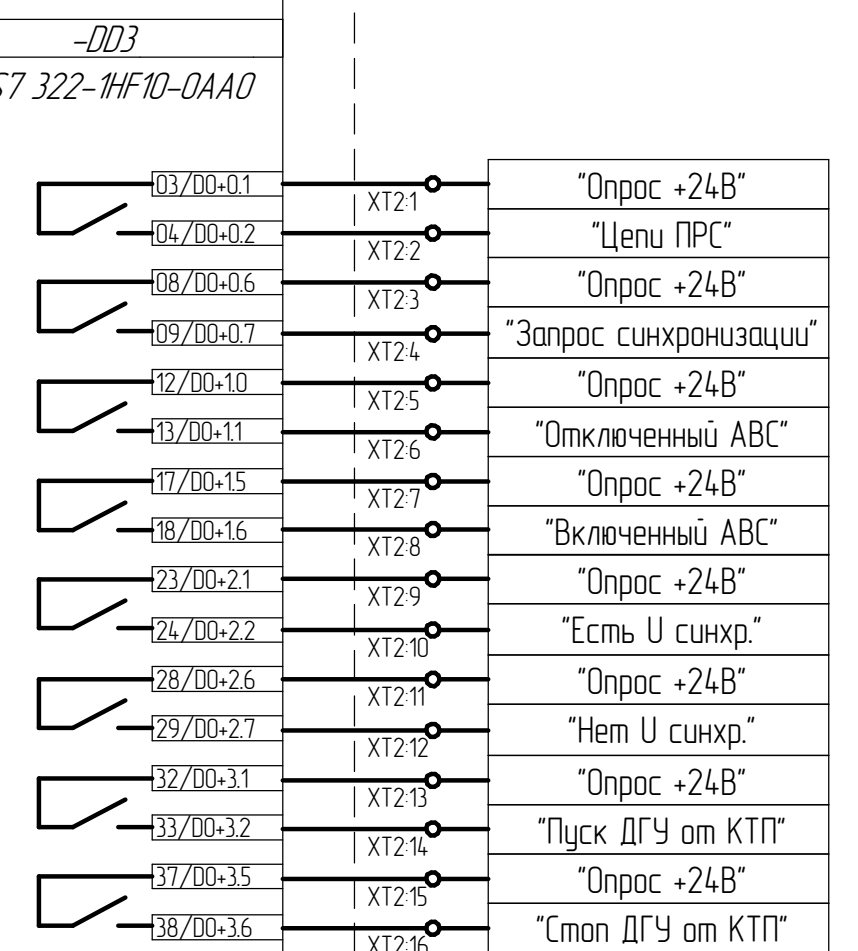 -DD3
S7 322-1HF10-0AA0
03/DO+0.1 XT2:1 "Опрос +24В"
04/DO+0.2 XT2:2 "Цепи ПРС"
08/DO+0.6 XT2:3 "Опрос +24В"
09/DO+0.7 XT2:4 "Запрос синхронизации"
12/DO+1.0 XT2:5 "Опрос +24В"
13/DO+1.1 XT2:6 "Отключенный АВС"
17/DO+1.5 XT2:7 "Опрос +24В"
18/DO+1.6 XT2:8 "Включенный АВС"
23/DO+2.1 XT2:9 "Опрос +24В"
24/DO+2.2 XT2:10 "Есть U синхр."
28/DO+2.6 XT2:11 "Опрос +24В"
29/DO+2.7 XT2:12 "Нет U синхр."
32/DO+3.1 XT2:13 "Опрос +24В"
33/DO+3.2 XT2:14 "Пуск ДГУ от КТП"
37/DO+3.5 XT2:15 "Опрос +24В"
38/DO+3.6 XT2:16 "Стоп ДГУ от КТП"